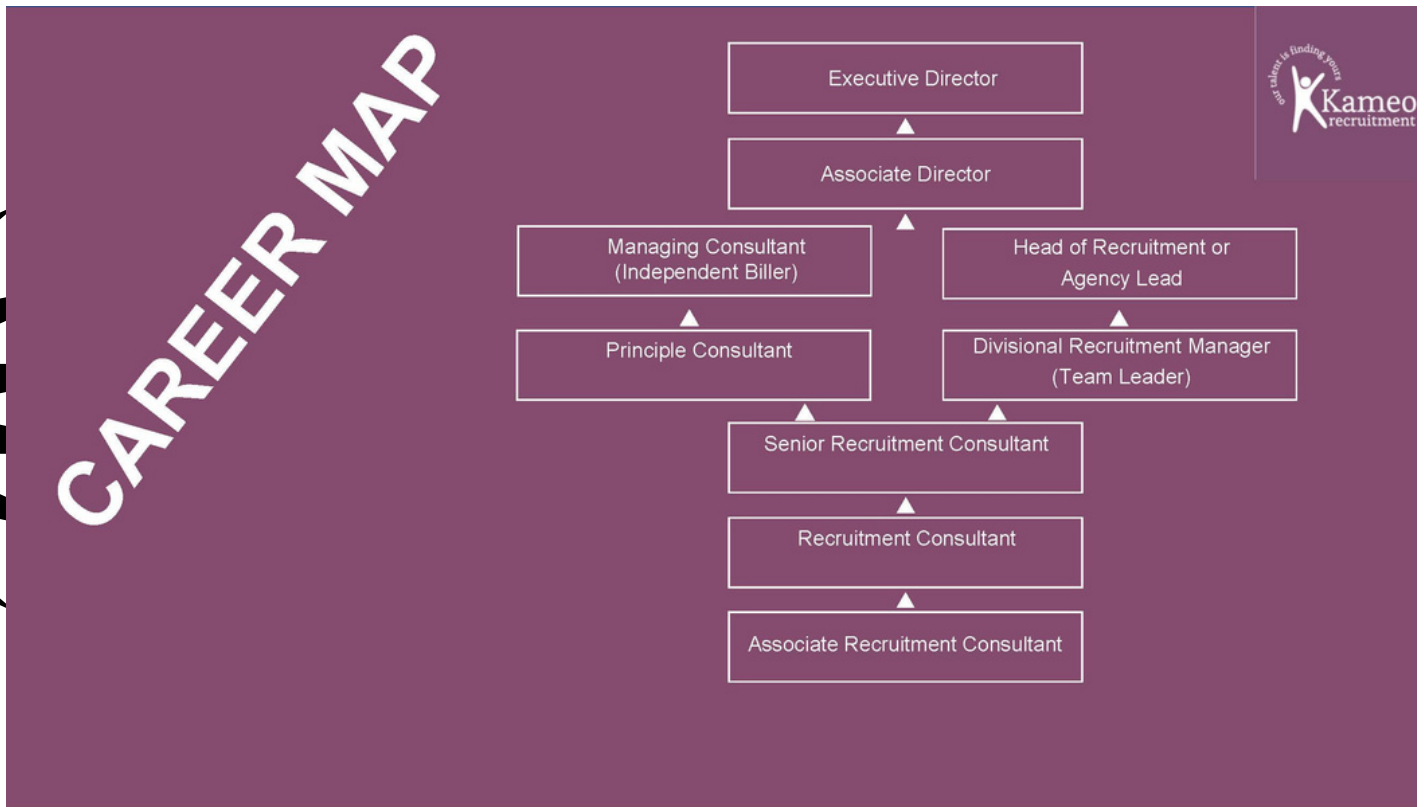 CAREER MAP
our talent is finding yours
Kameo
recruitment
Executive Director
Associate Director
Managing Consultant
(Independent Biller)
Head of Recruitment or
Agency Lead
Principle Consultant
Divisional Recruitment Manager
(Team Leader)
Senior Recruitment Consultant
Recruitment Consultant
Associate Recruitment Consultant